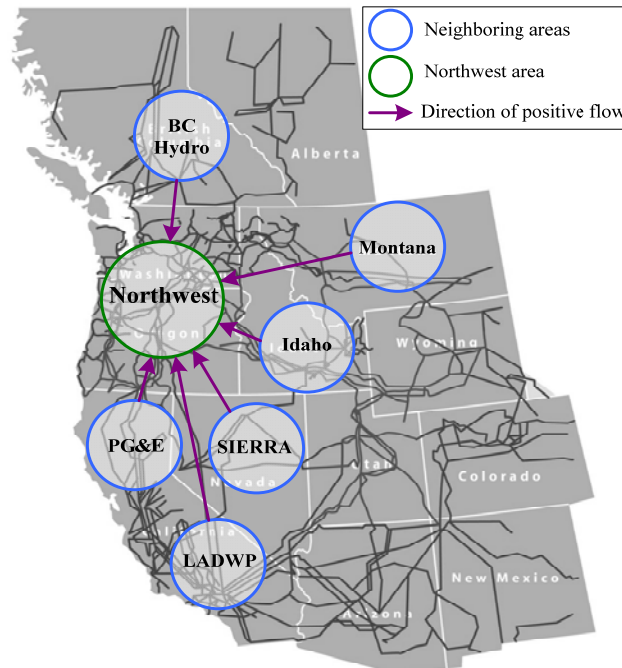 Neighboring areas
Northwest area
Direction of positive flow
BC
Hydro
Alberta
Montana
Northwest
Oregon
Idaho
Wyoming
PG&E
SIERRA
Nevada
Utah
Colorado
LADWP
New Mexico
Arizona